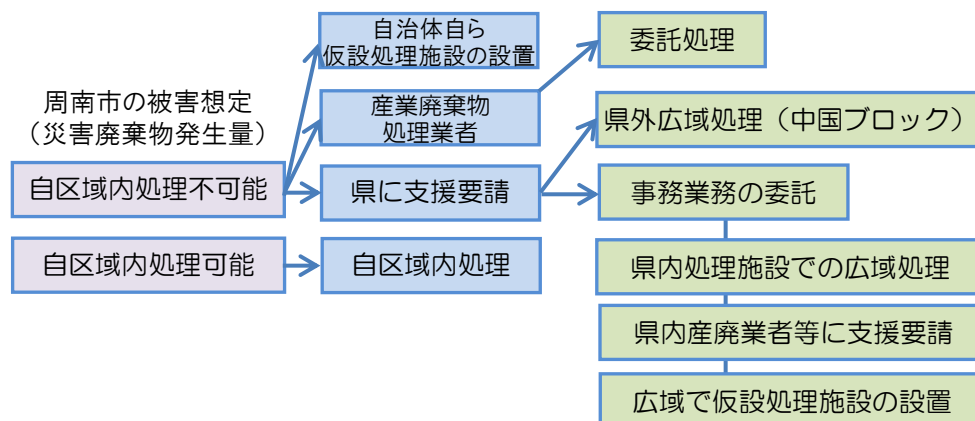 周南市の被害想定
（災害廃棄物発生量）
自区域内処理不可能
自区域内処理可能
自治体自ら
仮設処理施設の設置
産業廃棄物
処理業者
県に支援要請
自区域内処理
委託処理
県外広域処理（中国ブロック）
事務業務の委託
県内処理施設での広域処理
県内産廃業者等に支援要請
広域で仮設処理施設の設置